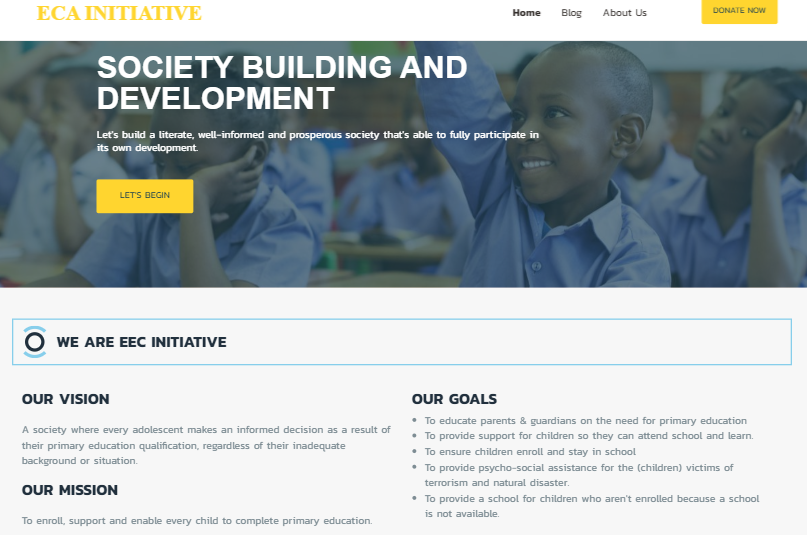 ECA INITIATIVE
Home Blog About Us
DONATE NOW
SOCIETY BUILDING AND
DEVELOPMENT
Let's build a literate, well-informed and prosperous society that's able to fully participate in
its own development.
LET'S BEGIN
WE ARE EEC INITIATIVE
OUR VISION
A society where every adolescent makes an informed decision as a result of
their primary education qualification, regardless of their inadequate
background or situation.
OUR MISSION
To enroll, support and enable every child to complete primary education.
OUR GOALS
• To educate parents & guardians on the need for primary education
• To provide support for children so they can attend school and learn.
• To ensure children enroll and stay in school
• To provide psycho-social assistance for the (children) victims of
terrorism and natural disaster.
• To provide a school for children who aren't enrolled because a school
is not available.